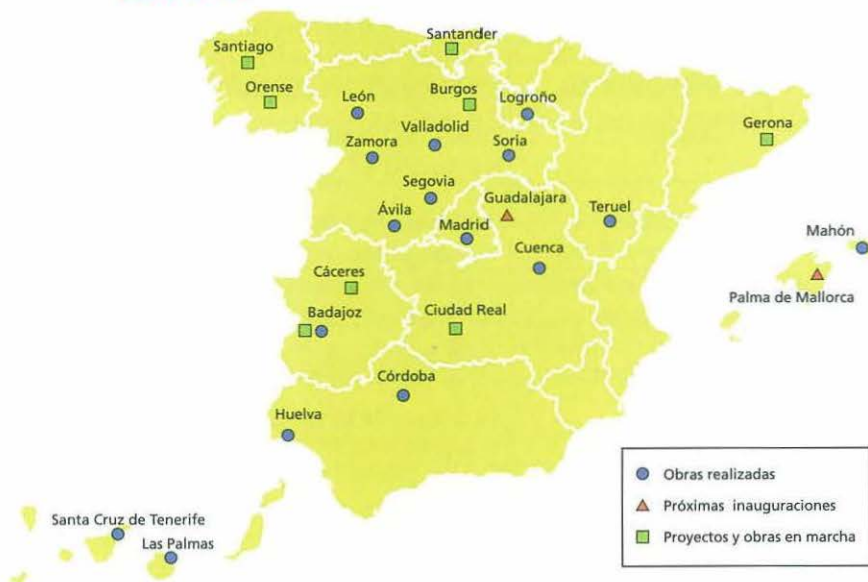 Santander
Santiago
Orense
León
Burgos
Logroño
Gerona
Valladolid
Zamora
Soria
Segovia
Guadalajara
Ávila
Madrid
Teruel
Mahón
Cuenca
Cáceres
Palma de Mallorca
Badajoz
Ciudad Real
Córdoba
Huelva
Santa Cruz de Tenerife
Las Palmas
Obras realizadas
Próximas inauguraciones
Proyectos y obras en marcha